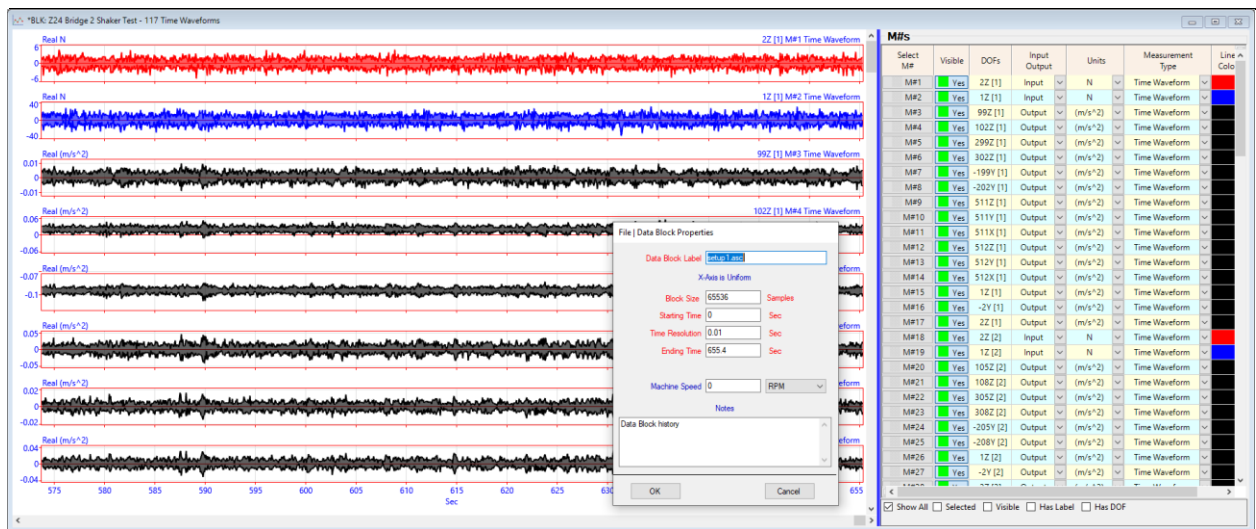 *BLK: Z24 Bridge 2 Shaker Test - 117 Time Waveforms
Real N 2Z [1] M#1 Time Waveform
6
0
-6
Real N 1Z [1] M#2 Time Waveform
40
0
-40
Real (m/s^2) 99Z [1] M#3 Time Waveform
0.01
0
-0.01
Real (m/s^2) 102Z [1] M#4 Time Waveform
0.06
0
-0.06
Real (m/s^2)
-0.07
-0.1
Real (m/s^2) eform
0.05
0
-0.05
Real (m/s^2) eform
0.02
0
-0.02
Real (m/s^2) eform
0.04
0
-0.04
575 580 585 590 595 600 605 610 615 620 625 630 655
Sec
File | Data Block Properties
Data Block Label setup1.asc
X-Axis is Uniform
Block Size 65536 Samples
Starting Time 0 Sec
Time Resolution 0.01 Sec
Ending Time 655.4 Sec
Machine Speed 0 RPM
Notes
Data Block history
OK Cancel
M#s
Select M# Visible DOFs Input Output Units Measurement Type Line Colo
M#1 Yes 2Z [1] Input N Time Waveform
M#2 Yes 1Z [1] Input N Time Waveform
M#3 Yes 99Z [1] Output (m/s^2) Time Waveform
M#4 Yes 102Z [1] Output (m/s^2) Time Waveform
M#5 Yes 299Z [1] Output (m/s^2) Time Waveform
M#6 Yes 302Z [1] Output (m/s^2) Time Waveform
M#7 Yes -199Y [1] Output (m/s^2) Time Waveform
M#8 Yes -202Y [1] Output (m/s^2) Time Waveform
M#9 Yes 511Z [1] Output (m/s^2) Time Waveform
M#10 Yes 511Y [1] Output (m/s^2) Time Waveform
M#11 Yes 511X [1] Output (m/s^2) Time Waveform
M#12 Yes 512Z [1] Output (m/s^2) Time Waveform
M#13 Yes 512Y [1] Output (m/s^2) Time Waveform
M#14 Yes 512X [1] Output (m/s^2) Time Waveform
M#15 Yes 1Z [1] Output (m/s^2) Time Waveform
M#16 Yes -2Y [1] Output (m/s^2) Time Waveform
M#17 Yes 2Z [1] Output (m/s^2) Time Waveform
M#18 Yes 2Z [2] Input N Time Waveform
M#19 Yes 1Z [2] Input N Time Waveform
M#20 Yes 105Z [2] Output (m/s^2) Time Waveform
M#21 Yes 108Z [2] Output (m/s^2) Time Waveform
M#22 Yes 305Z [2] Output (m/s^2) Time Waveform
M#23 Yes 308Z [2] Output (m/s^2) Time Waveform
M#24 Yes -205Y [2] Output (m/s^2) Time Waveform
M#25 Yes -208Y [2] Output (m/s^2) Time Waveform
M#26 Yes 1Z [2] Output (m/s^2) Time Waveform
M#27 Yes -2Y [2] Output (m/s^2) Time Waveform
Show All Selected Visible Has Label Has DOF